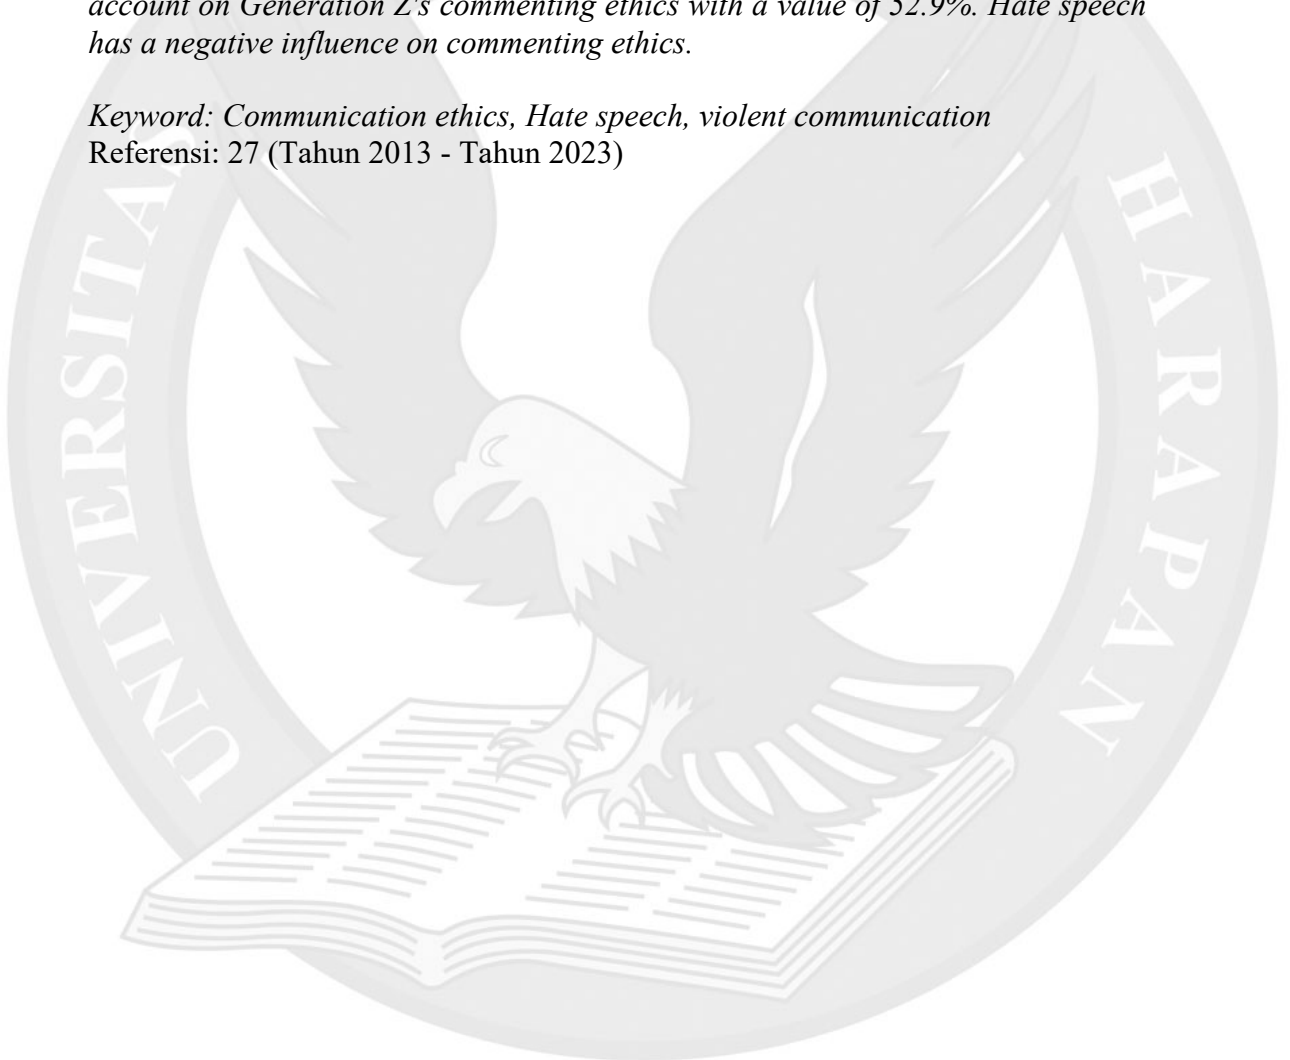 account on Generation Z's commenting ethics with a value of 52.9%. Hate speech
has a negative influence on commenting ethics.
Keyword: Communication ethics, Hate speech, violent communication
Referensi: 27 (Tahun 2013 - Tahun 2023)
UNIVERSITAS
HARAPAN